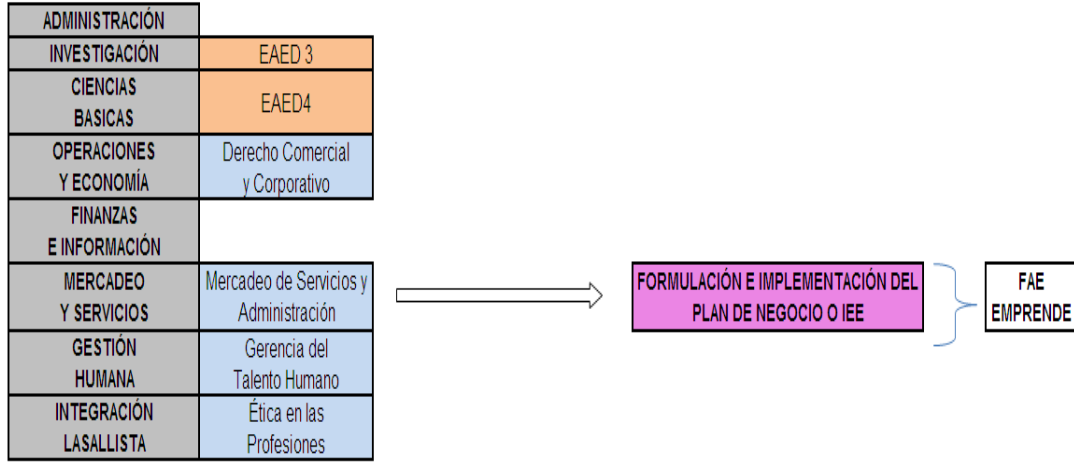 ADMINISTRACIÓN
INVESTIGACIÓN
EAED 3
CIENCIAS
BASICAS
EAED4
OPERACIONES
Y ECONOMÍA
Derecho Comercial
y Corporativo
FINANZAS
E INFORMACIÓN
MERCADEO
Y SERVICIOS
Mercadeo de Servicios y
Administración
FORMULACIÓN E IMPLEMENTACIÓN DEL
PLAN DE NEGOCIO O IEE
FAE
EMPRENDE
GESTIÓN
HUMANA
Gerencia del
Talento Humano
INTEGRACIÓN
LASALLISTA
Ética en las
Profesiones